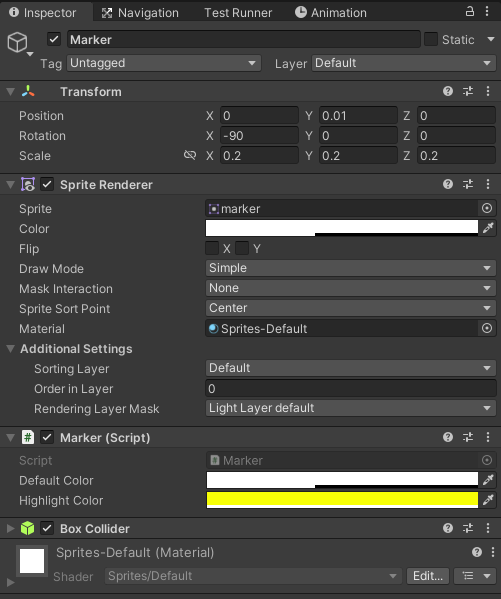 Inspector Navigation Test Runner Animation
Marker Static
Tag Untagged Layer Default
Transform
Position X 0 Y 0.01 Z 0
Rotation X -90 Y 0 Z 0
Scale X 0.2 Y 0.2 Z 0.2
Sprite Renderer
Sprite marker
Color
Flip X Y
Draw Mode Simple
Mask Interaction None
Sprite Sort Point Center
Material Sprites-Default
Additional Settings
Sorting Layer Default
Order in Layer 0
Rendering Layer Mask Light Layer default
# Marker (Script)
Script # Marker
Default Color
Highlight Color
Box Collider
Sprites-Default (Material)
Shader Sprites/Default Edit...